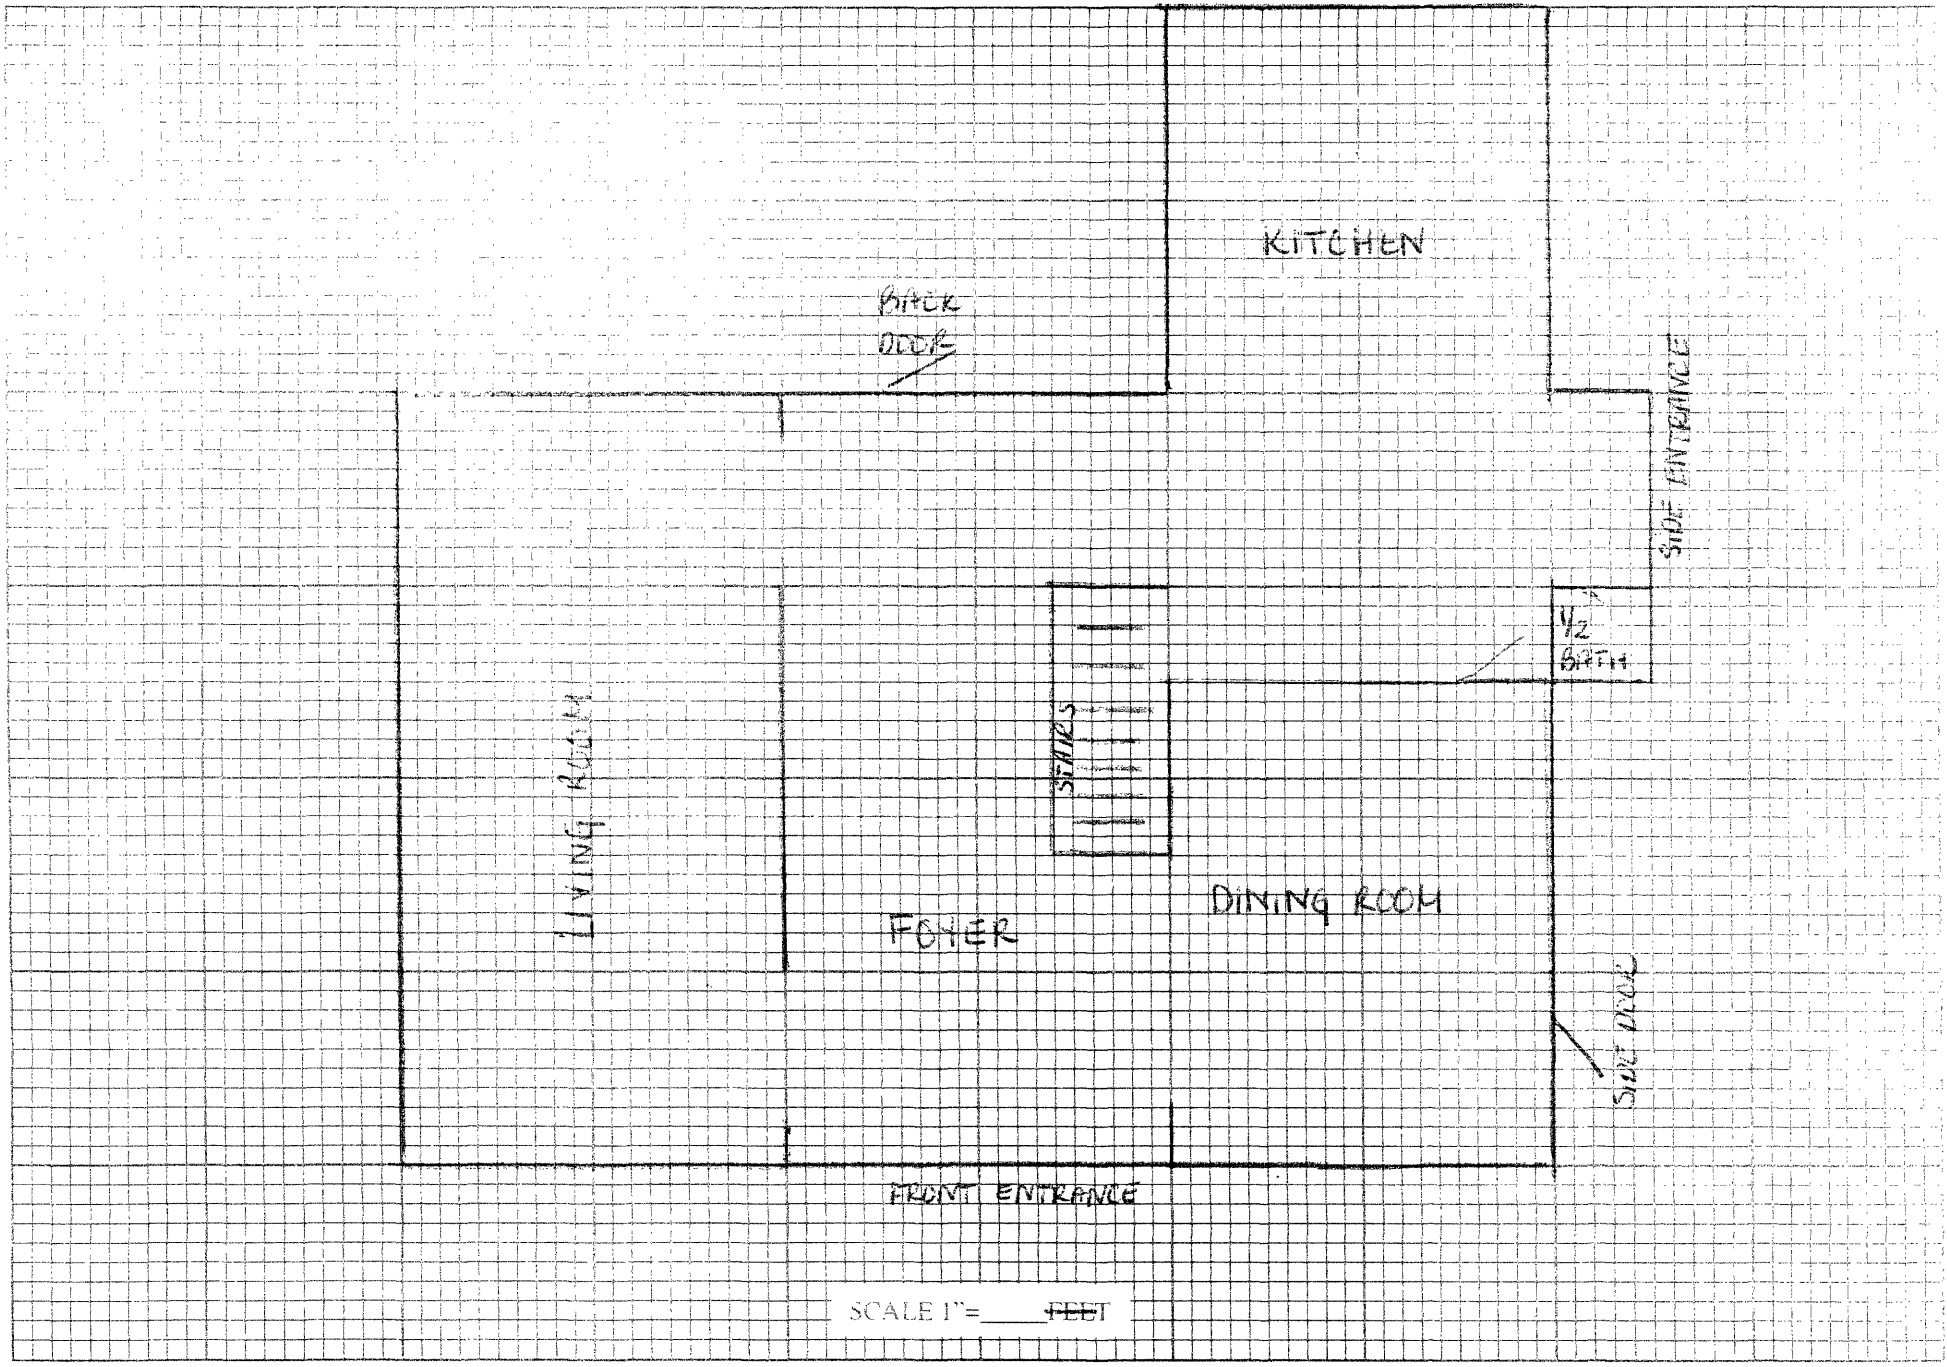 KITCHEN
BACK
DOOR
SIDE ENTRANCE
1/2
BATH
STAIRS
LIVING ROOM
DINING ROOM
FOYER
SIDE DOOR
FRONT ENTRANCE
SCALE 1"=____FEET